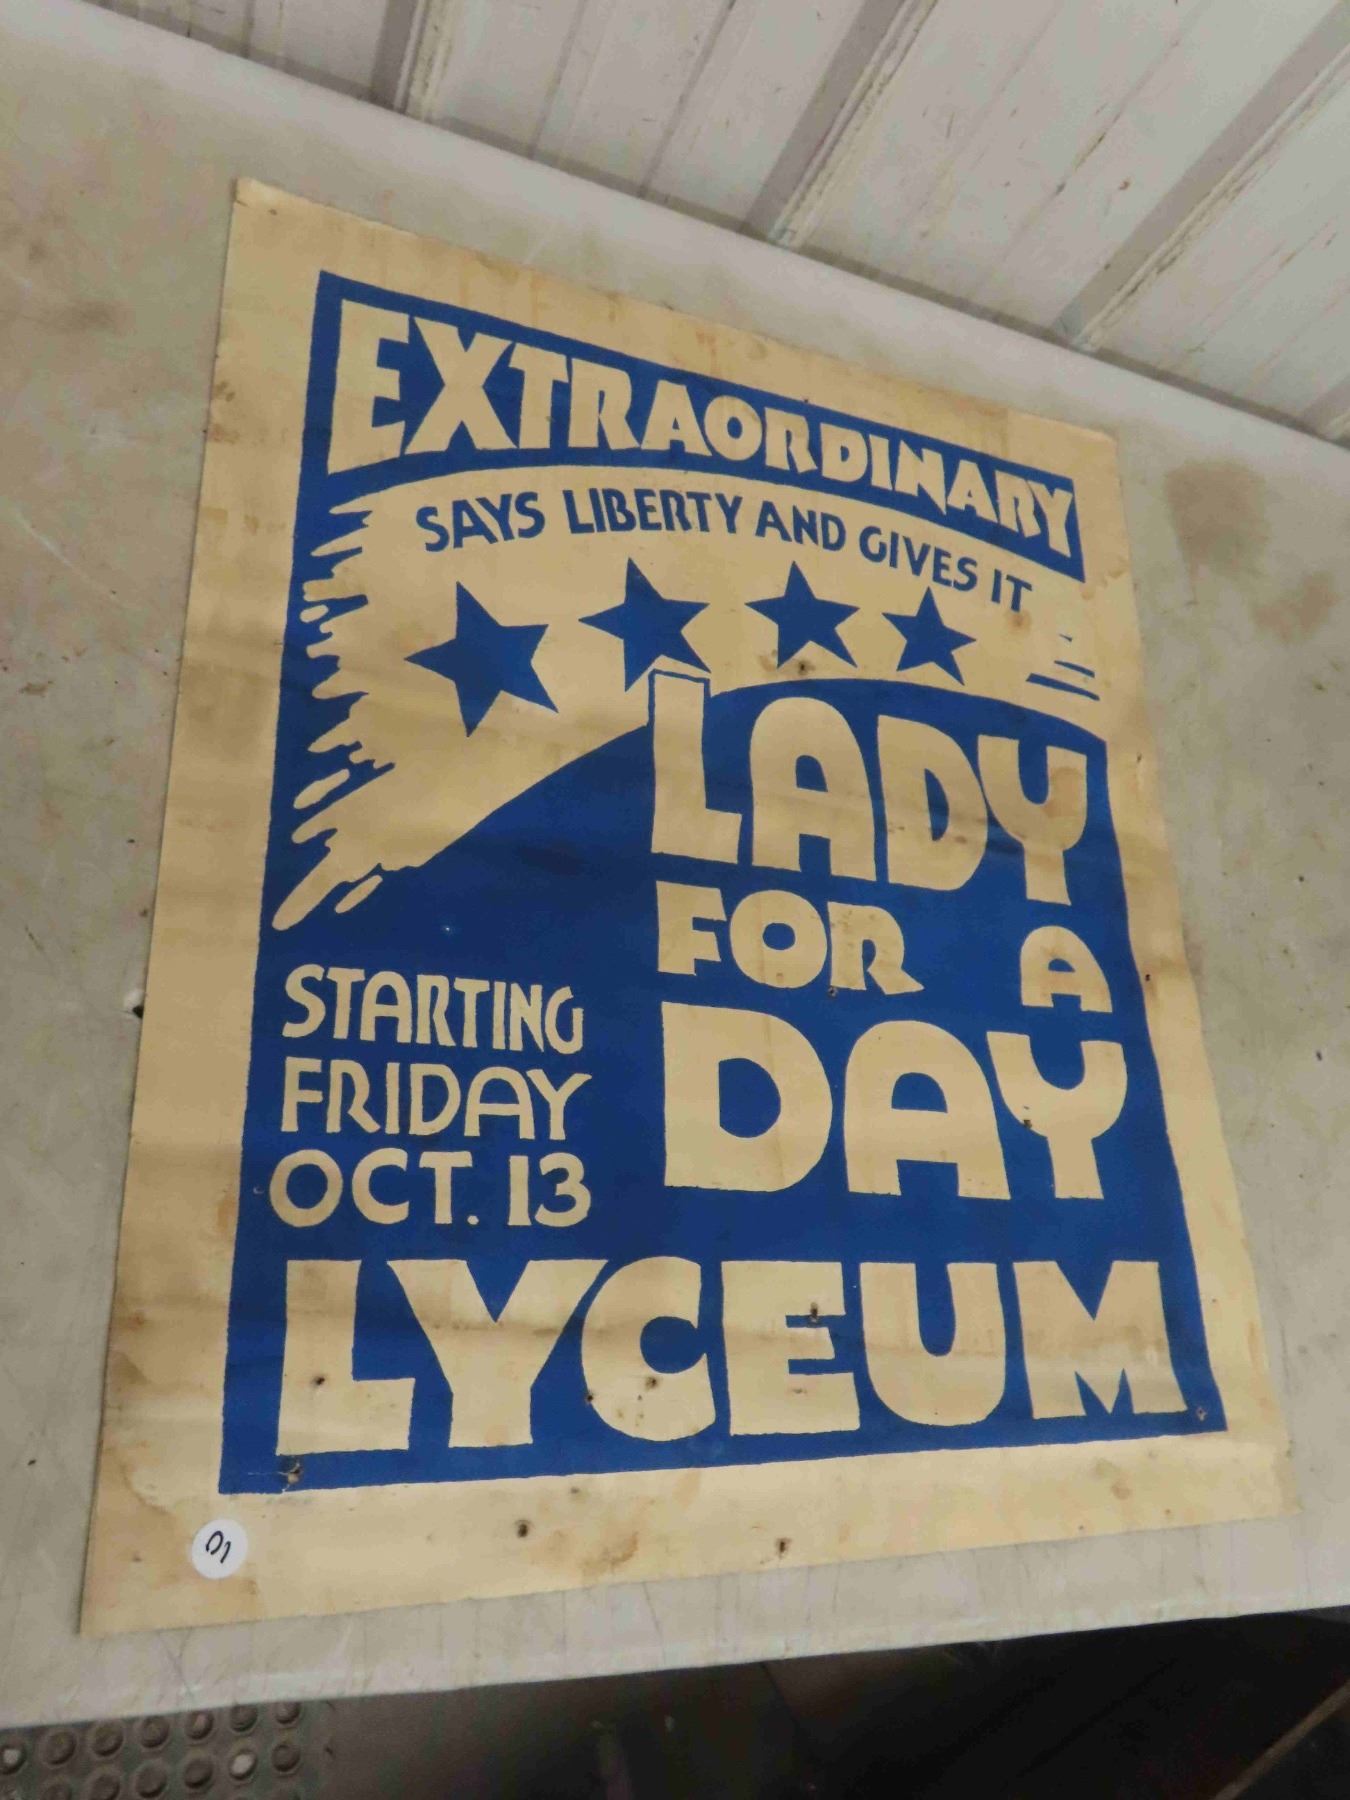 EXTRAORDINARY
SAYS LIBERTY AND GIVES IT
LADY
FOR A
DAY
STARTING
FRIDAY
OCT. 13
LYCEUM